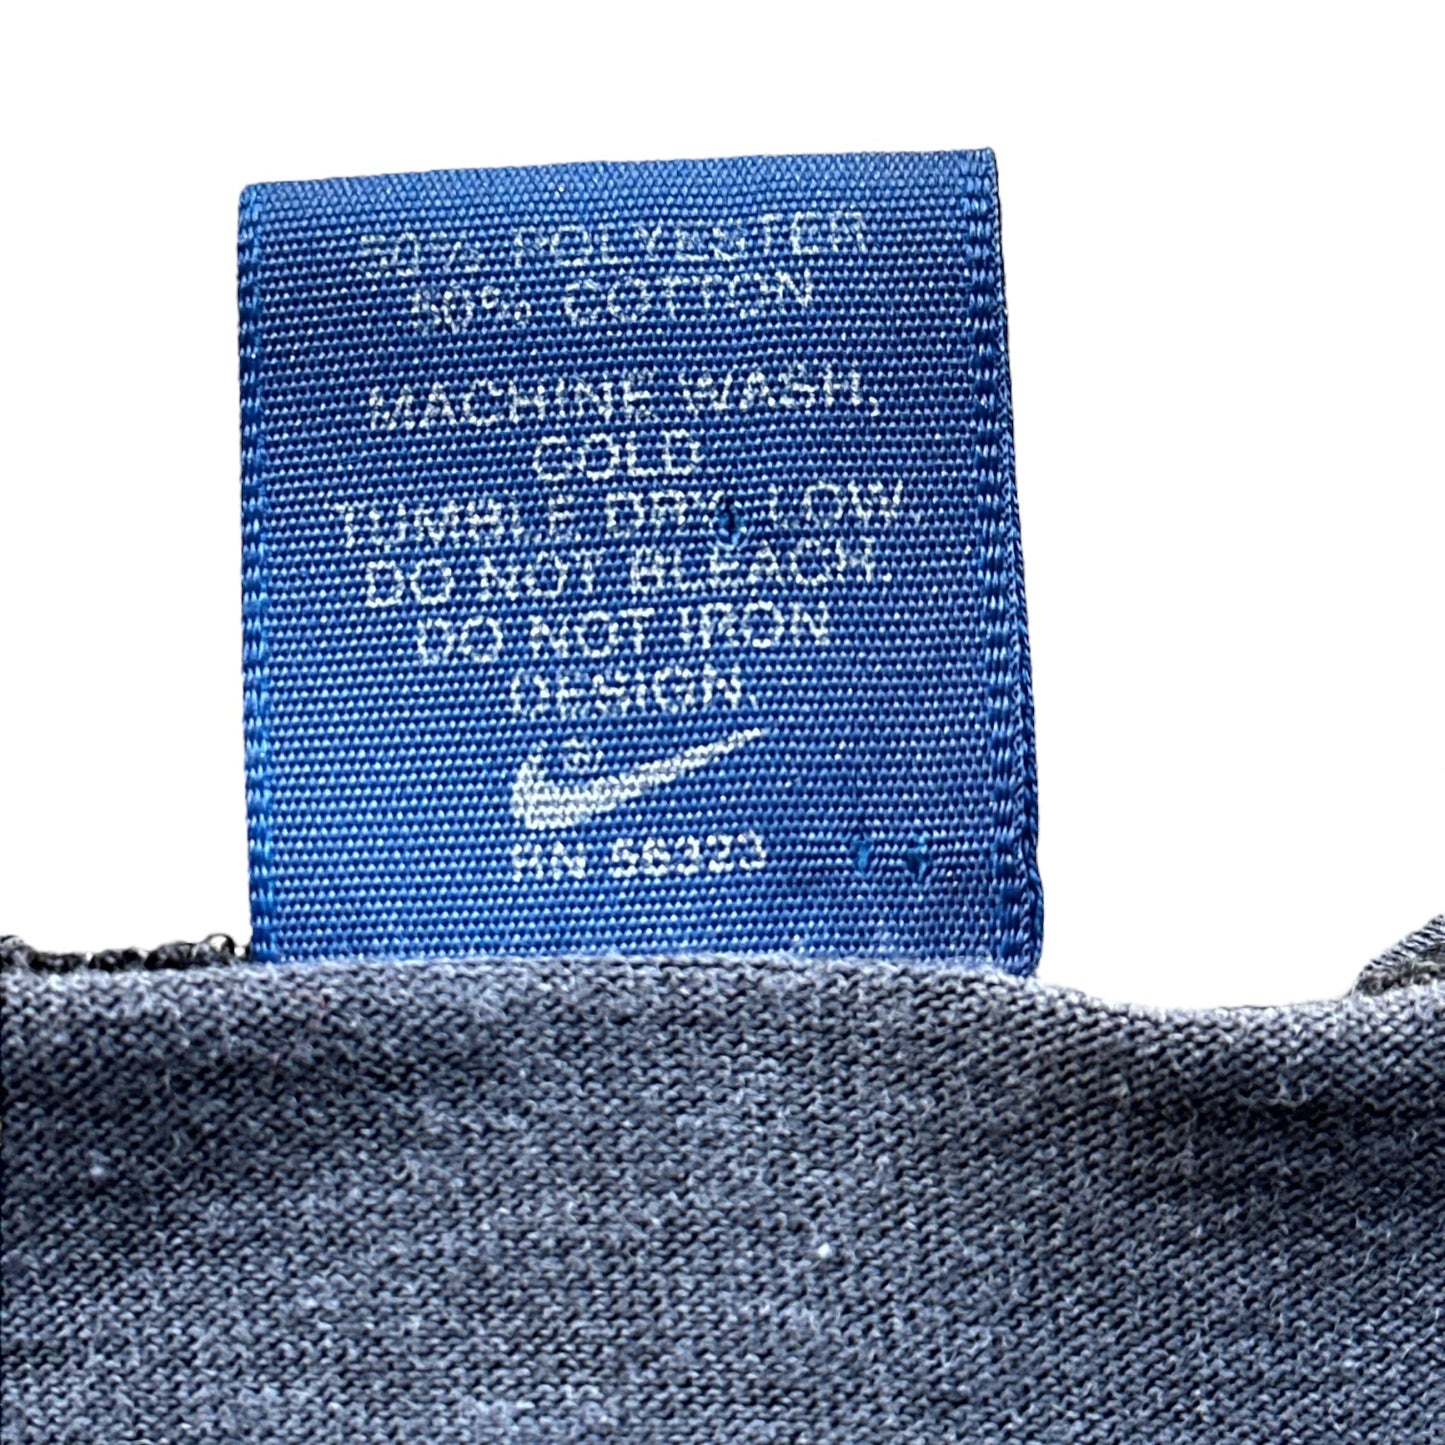 50% POLYESTER
50% COTTON
MACHINE WASH,
COLD
TUMBLE DRY, LOW.
DO NOT BLEACH.
DO NOT IRON
DESIGN.
RN 56323